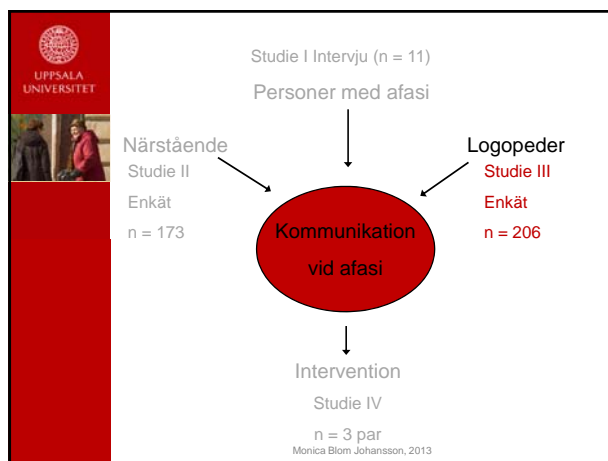 UPPSALA
UNIVERSITET
Studie I Intervju (n = 11)
Personer med afasi
Närstående
Studie II
Enkät
n = 173
Logopeder
Studie III
Enkät
n = 206
Kommunikation
vid afasi
Intervention
Studie IV
n = 3 par
Monica Blom Johansson, 2013